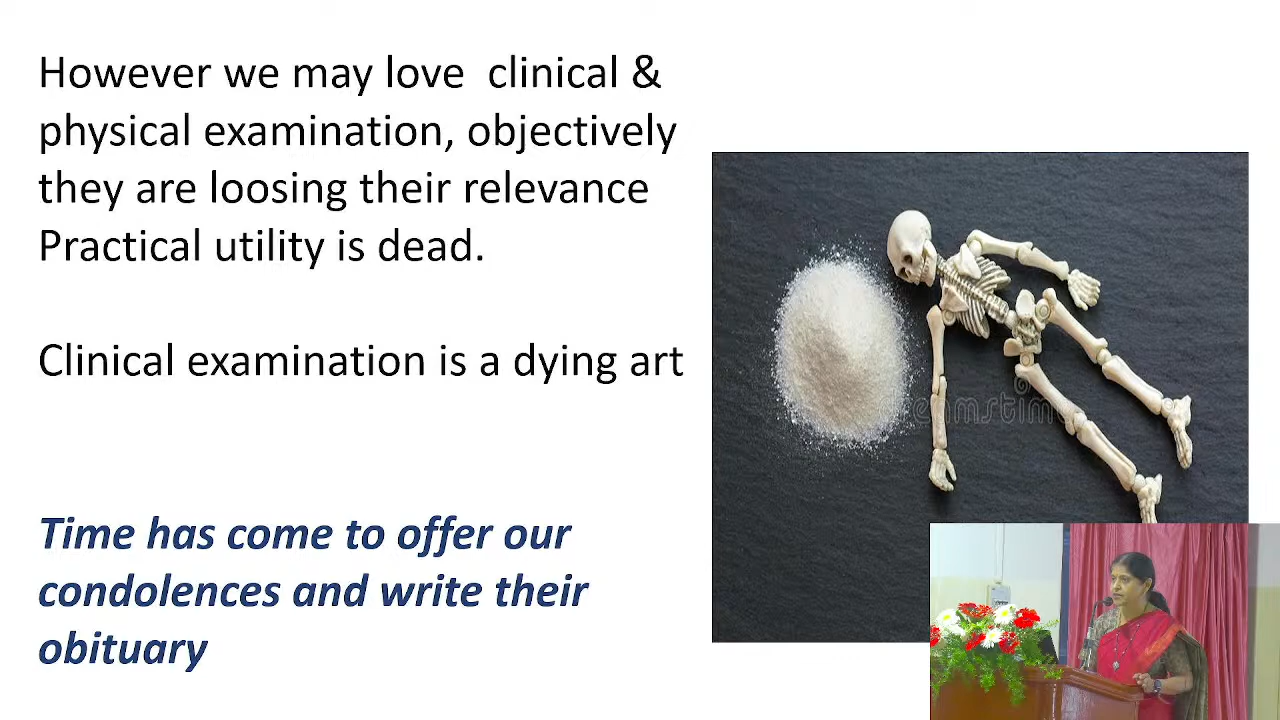 However we may love  clinical &
physical examination, objectively
they are loosing their relevance
Practical utility is dead.
Clinical examination is a dying art
Time has come to offer our
condolences and write their
obituary